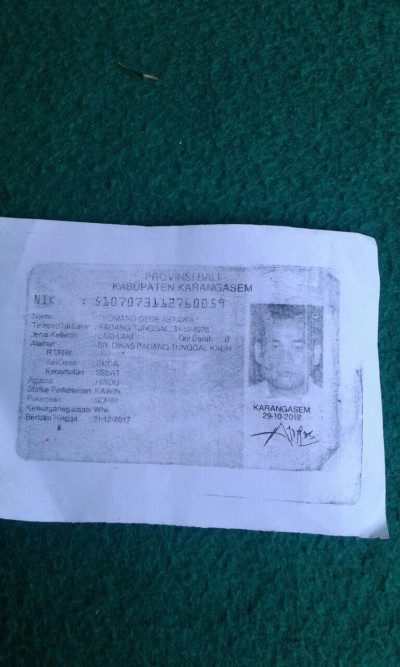 PROVINSI BALI
KABUPATEN KARANGASEM
NIK : 5107073112760059
Nama : I KOMANG GEDE ASTAWA
Tempat/Tgl Lahir : PADANG TUNGGAL, 31-12-1976
Jenis Kelamin : LAKI-LAKI Gol Darah : B
Alamat : BR. DINAS PADANG TUNGGAL KAUH
RT/RW
Kel/Desa : DUDA
Kecamatan : SELAT
Agama : HINDU
Status Perkawinan : KAWIN
Pekerjaan : SOPIR
Kewarganegaraan : WNI
Berlaku Hingga : 31-12-2017
KARANGASEM
29-10-2012